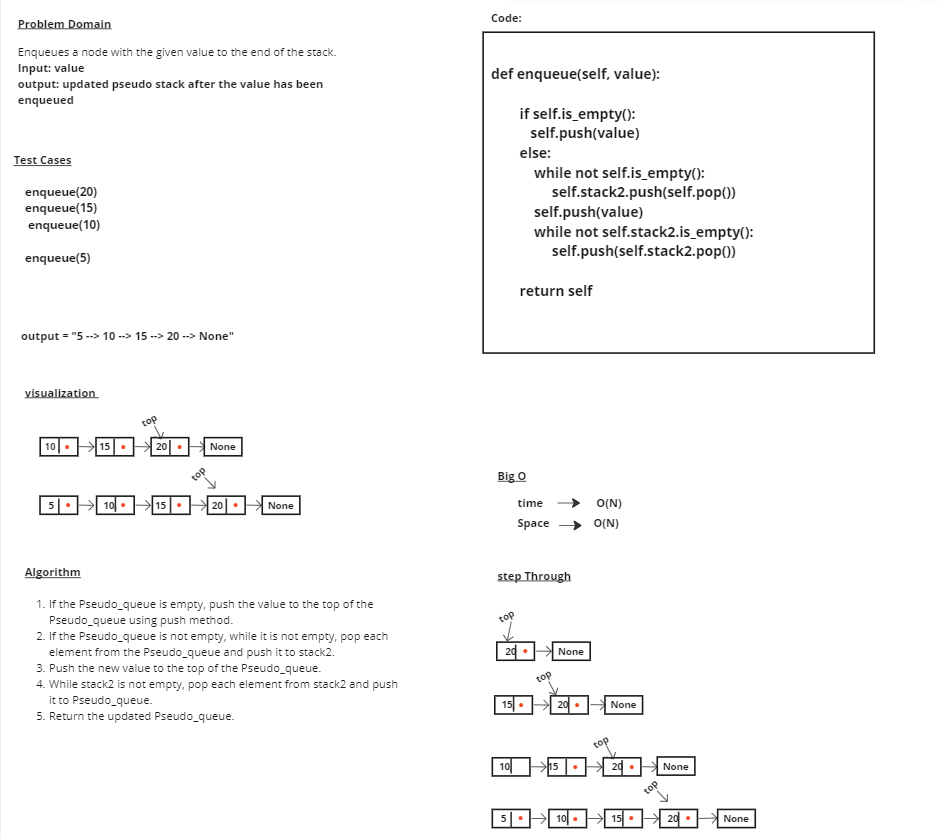 Problem Domain
Enqueues a node with the given value to the end of the stack.
Input: value
output: updated pseudo stack after the value has been
enqueued
Test Cases
enqueue(20)
enqueue(15)
enqueue(10)
enqueue(5)
output = "5 --> 10 --> 15 --> 20 --> None"
visualization
top
10 15 20 None
top
5 10 15 20 None
Algorithm
1. If the Pseudo_queue is empty, push the value to the top of the
Pseudo_queue using push method.
2. If the Pseudo_queue is not empty, while it is not empty, pop each
element from the Pseudo_queue and push it to stack2.
3. Push the new value to the top of the Pseudo_queue.
4. While stack2 is not empty, pop each element from stack2 and push
it to Pseudo_queue.
5. Return the updated Pseudo_queue.
Code:
def enqueue(self, value):
if self.is_empty():
self.push(value)
else:
while not self.is_empty():
self.stack2.push(self.pop())
self.push(value)
while not self.stack2.is_empty():
self.push(self.stack2.pop())
return self
Big O
time O(N)
Space O(N)
step Through
top
20 None
top
15 20 None
top
10 15 20 None
top
5 10 15 20 None